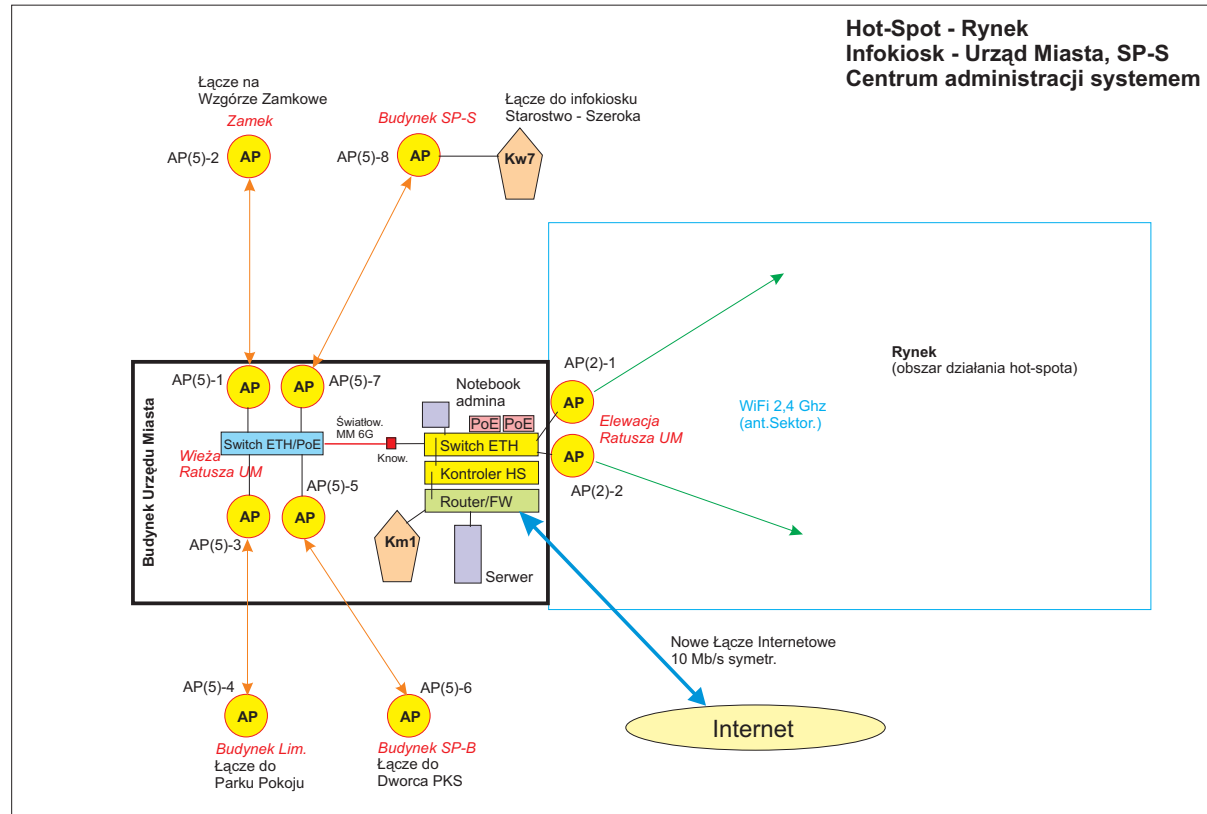 Hot-Spot - Rynek
Infokiosk - Urząd Miasta, SP-S
Centrum administracji systemem
Łącze na
Wzgórze Zamkowe
Zamek
AP(5)-2
AP
Budynek SP-S
AP(5)-8
AP
Łącze do infokiosku
Starostwo - Szeroka
Kw7
Budynek Urzędu Miasta
AP(5)-1
AP
AP(5)-7
AP
Switch ETH/PoE
Wieża
Ratusza UM
AP(5)-5
AP
AP(5)-3
AP
Światłow.
MM 6G
Know.
Notebook
admina
PoE
PoE
Switch ETH
Kontroler HS
Router/FW
Km1
Serwer
AP(2)-1
AP
Elewacja
Ratusza UM
AP
AP(2)-2
Rynek
(obszar działania hot-spota)
WiFi 2,4 Ghz
(ant.Sektor.)
Nowe Łącze Internetowe
10 Mb/s symetr.
Internet
AP(5)-4
AP
Budynek Lim.
Łącze do
Parku Pokoju
AP(5)-6
AP
Budynek SP-B
Łącze do
Dworca PKS